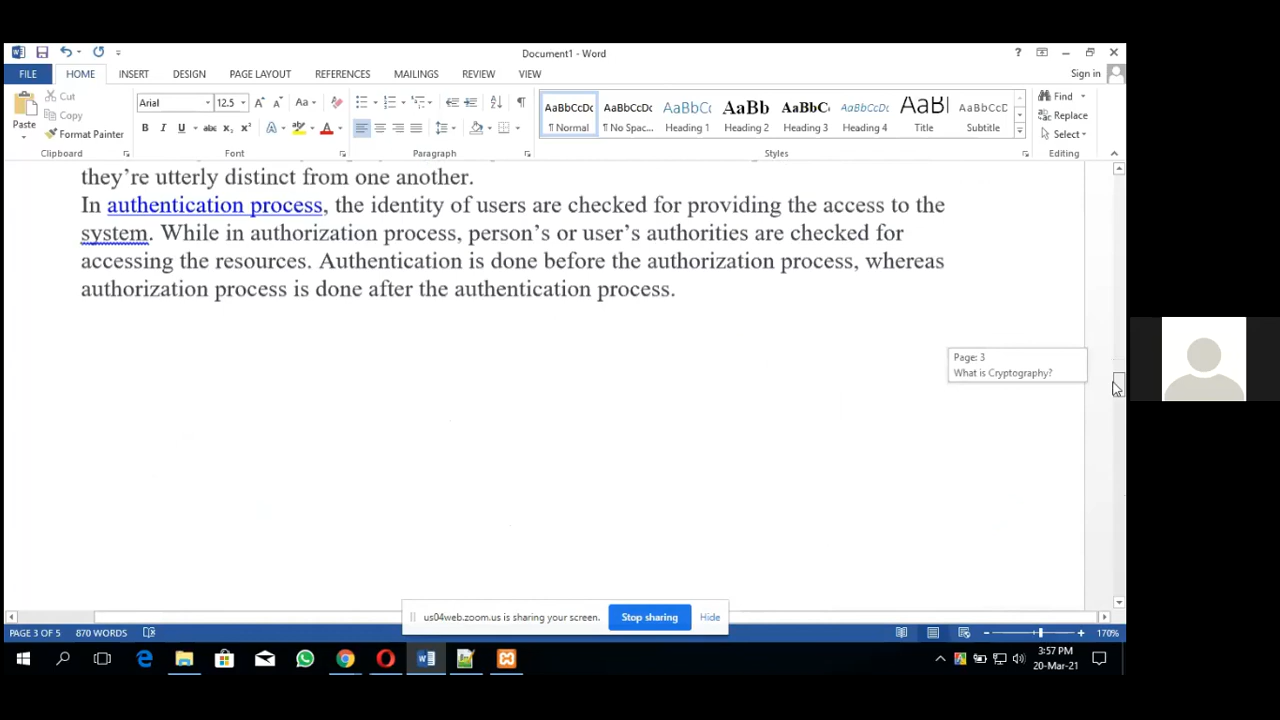 Document1 - Word
FILE HOME INSERT DESIGN PAGE LAYOUT REFERENCES MAILINGS REVIEW VIEW Sign in
Paste
Cut
Copy
Format Painter
Arial 12.5
AaBbCcDc AaBbCcDc AaBbC( AaBb AaBbC AaBbCcDc AaB AaBbCcD
¶ Normal ¶ No Spac... Heading 1 Heading 2 Heading 3 Heading 4 Title Subtitle
Find
Replace
Select
Clipboard Font Paragraph Styles Editing
they’re utterly distinct from one another.
In authentication process, the identity of users are checked for providing the access to the
system. While in authorization process, person’s or user’s authorities are checked for
accessing the resources. Authentication is done before the authorization process, whereas
authorization process is done after the authentication process.
Page: 3
What is Cryptography?
us04web.zoom.us is sharing your screen. Stop sharing Hide
PAGE 3 OF 5 870 WORDS 170%
3:57 PM
20-Mar-21